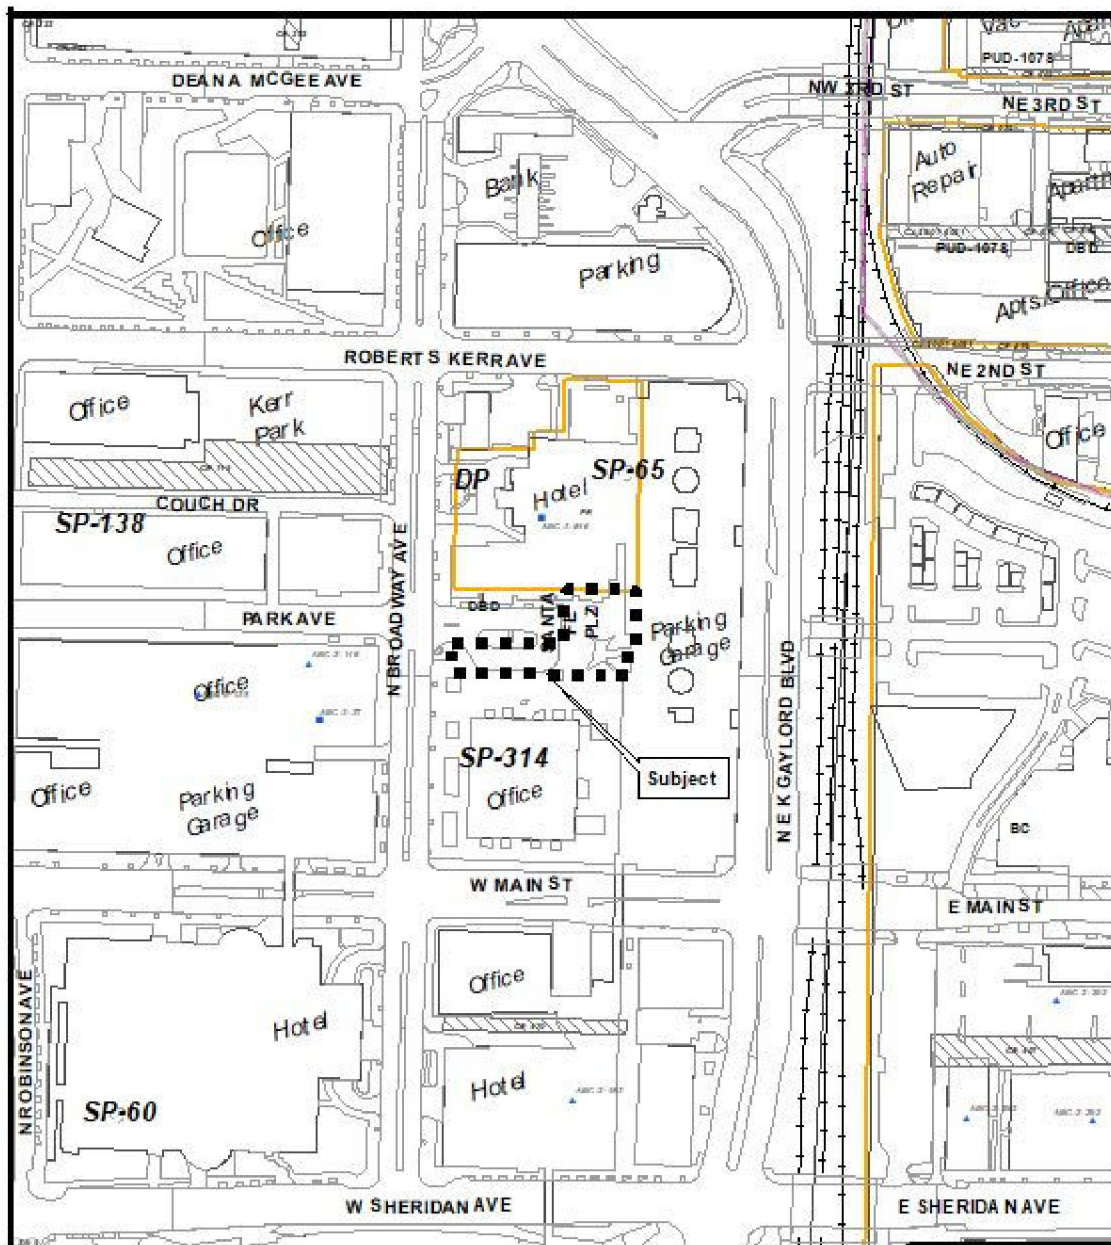 DEAN A MCGEE AVE
PUD-1078
NW 3RD ST
NE 3RD ST
Bank
Auto
Repair
Office
PUD-1078
DBD
Parking
Apts.
Office
ROBERT S KERR AVE
NE 2ND ST
Office
Kerr
Park
Office
SP-65
DP
Hotel
COUCH DR
SP-138
Office
N BROADWAY AVE
PARK AVE
DBD
SANTA
FE
PLZ
Parking
Garage
Office
N E K GAYLORD BLVD
SP-314
Subject
Office
Parking
Garage
Office
BC
W MAIN ST
E MAIN ST
Office
N ROBINSON AVE
Hotel
Hotel
SP-60
W SHERIDAN AVE
E SHERIDAN AVE